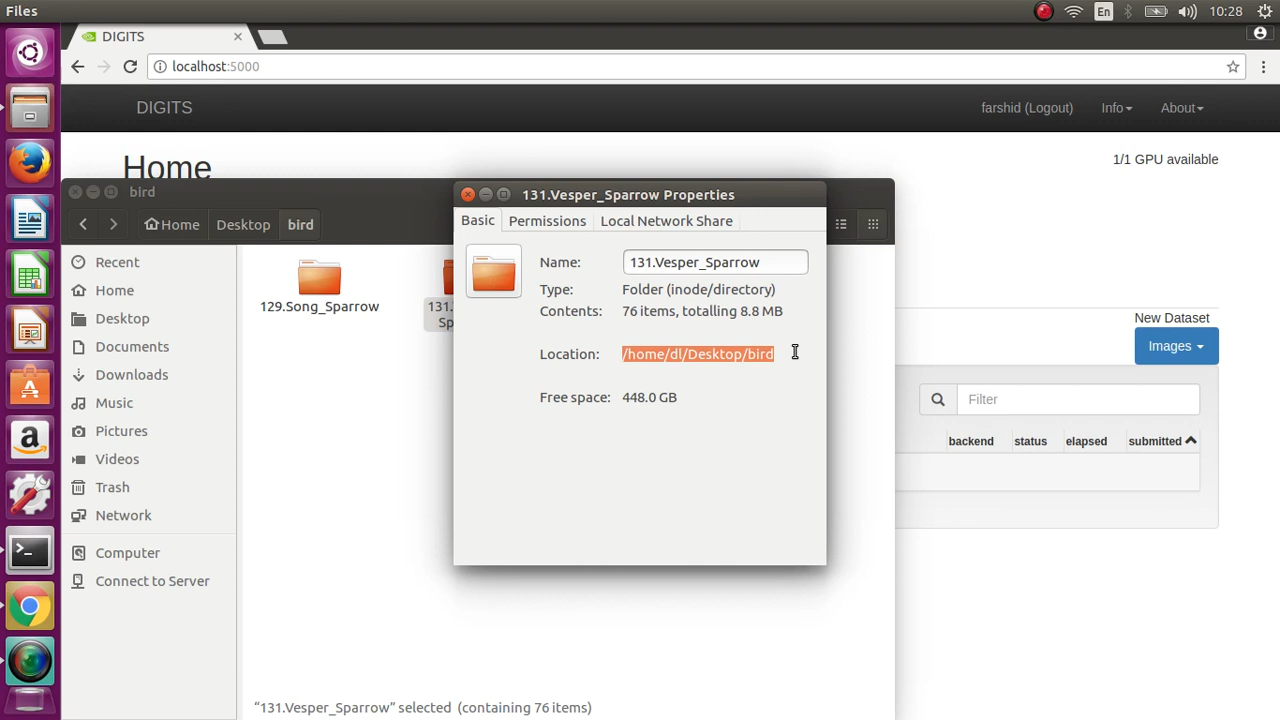 Files
En
10:28
DIGITS
localhost:5000
DIGITS
farshid (Logout)
Info
About
Home
1/1 GPU available
bird
Home
Desktop
bird
Recent
Home
Desktop
Documents
Downloads
Music
Pictures
Videos
Trash
Network
Computer
Connect to Server
129.Song_Sparrow
131.
Sp
131.Vesper_Sparrow Properties
Basic
Permissions
Local Network Share
Name: 131.Vesper_Sparrow
Type: Folder (inode/directory)
Contents: 76 items, totalling 8.8 MB
Location: /home/dl/Desktop/bird
Free space: 448.0 GB
New Dataset
Images
Filter
backend status elapsed submitted
“131.Vesper_Sparrow” selected (containing 76 items)